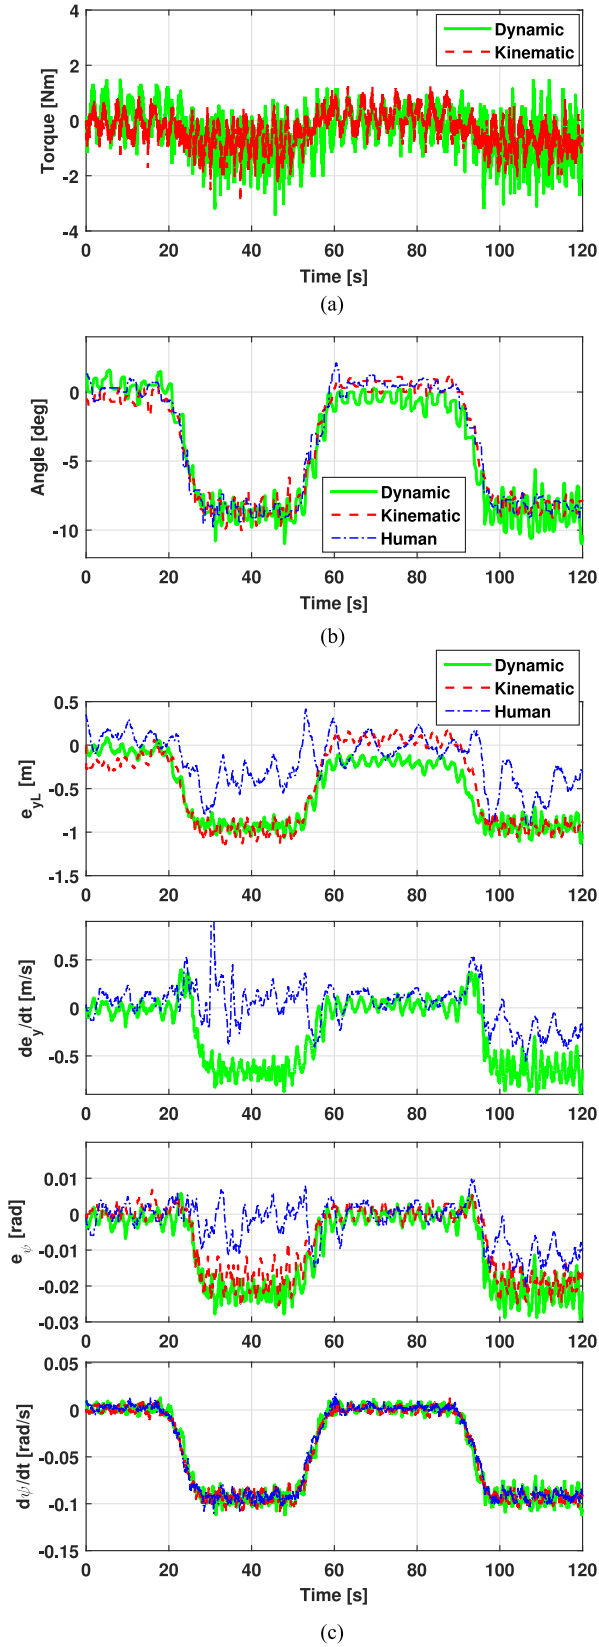 4
2
0
-2
-4
Torque [Nm]
Dynamic
Kinematic
0 20 40 60 80 100 120
Time [s]
(a)
0
-5
-10
Angle [deg]
Dynamic
Kinematic
Human
0 20 40 60 80 100 120
Time [s]
(b)
Dynamic
Kinematic
Human
0.5
0
-0.5
-1
-1.5
e_yL [m]
0 20 40 60 80 100 120
0.5
0
-0.5
de_y/dt [m/s]
0 20 40 60 80 100 120
0.01
0
-0.01
-0.02
-0.03
e_ψ [rad]
0 20 40 60 80 100 120
0.05
0
-0.05
-0.1
-0.15
dψ/dt [rad/s]
0 20 40 60 80 100 120
Time [s]
(c)